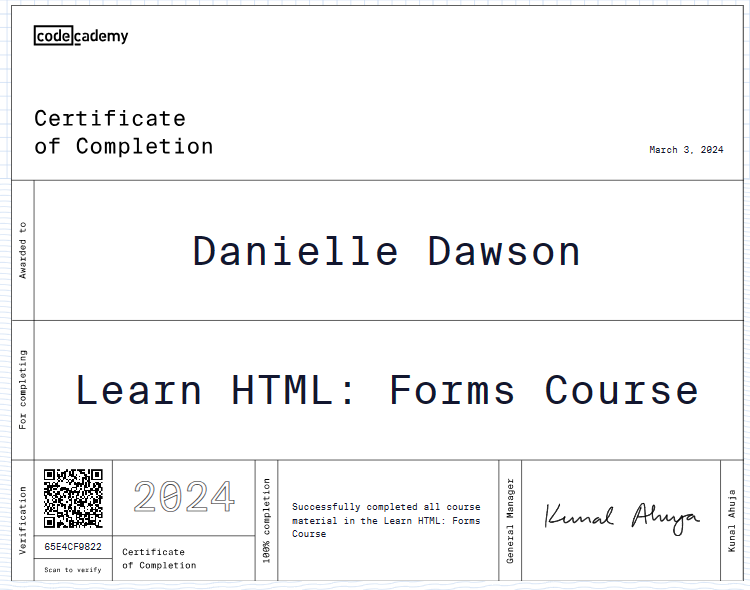 codecademy
Certificate
of Completion
March 3, 2024
Awarded to
Danielle Dawson
For completing
Learn HTML: Forms Course
Verification
65E4CF9822
Scan to verify
2024
Certificate
of Completion
100% completion
Successfully completed all course
material in the Learn HTML: Forms
Course
General Manager
Kunal Ahuja
Kunal Ahuja